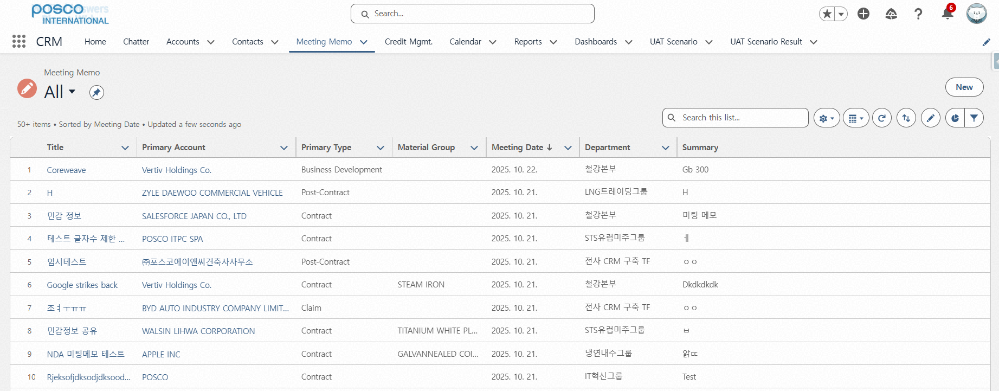 posco
INTERNATIONAL
Search...
6
CRM Home Chatter Accounts Contacts Meeting Memo Credit Mgmt. Calendar Reports Dashboards UAT Scenario UAT Scenario Result
Meeting Memo
All
New
50+ items • Sorted by Meeting Date • Updated a few seconds ago
Search this list...
Title Primary Account Primary Type Material Group Meeting Date ↓ Department Summary
1 Coreweave Vertiv Holdings Co. Business Development 2025. 10. 22. 철강본부 Gb 300
2 H ZYLE DAEWOO COMMERCIAL VEHICLE Post-Contract 2025. 10. 21. LNG트레이딩그룹 H
3 민감 정보 SALESFORCE JAPAN CO., LTD Contract 2025. 10. 21. 철강본부 미팅 메모
4 테스트 글자수 제한 ... POSCO ITPC SPA Contract 2025. 10. 21. STS유럽미주그룹 ㅔ
5 임시테스트 ㈜포스코에이앤씨건축사사무소 Post-Contract 2025. 10. 21. 전사 CRM 구축 TF ㅇㅇ
6 Google strikes back Vertiv Holdings Co. Contract STEAM IRON 2025. 10. 21. 철강본부 Dkdkdkdk
7 초ㅕㅜㅠㅠ BYD AUTO INDUSTRY COMPANY LIMIT... Claim 2025. 10. 21. 전사 CRM 구축 TF ㅇㅇ
8 민감정보 공유 WALSIN LIHWA CORPORATION Contract TITANIUM WHITE PL... 2025. 10. 21. STS유럽미주그룹 ㅂ
9 NDA 미팅메모 테스트 APPLE INC Contract GALVANNEALED COI... 2025. 10. 21. 냉연내수그룹 앍ㄸ
10 Rjeksofjdksodjdksood... POSCO Contract 2025. 10. 21. IT혁신그룹 Test